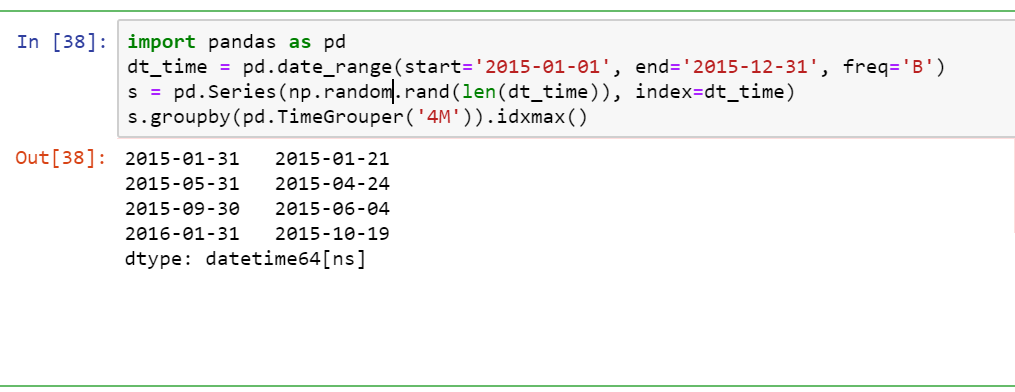 In [38]: import pandas as pd
dt_time = pd.date_range(start='2015-01-01', end='2015-12-31', freq='B')
s = pd.Series(np.random.rand(len(dt_time)), index=dt_time)
s.groupby(pd.TimeGrouper('4M')).idxmax()
Out[38]: 2015-01-31   2015-01-21
2015-05-31   2015-04-24
2015-09-30   2015-06-04
2016-01-31   2015-10-19
dtype: datetime64[ns]